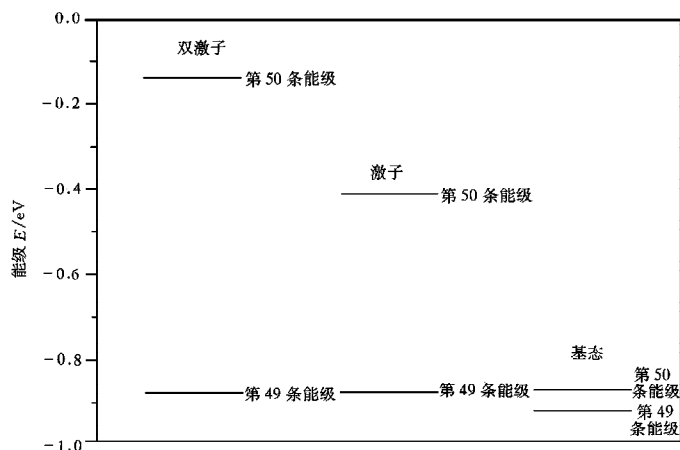 0.0
双激子
第 50 条能级
-0.2
激子
第 50 条能级
-0.4
能级 E/eV
-0.6
基态
-0.8
第 50
条能级
第 49 条能级
第 49 条能级
第 49
条能级
-1.0